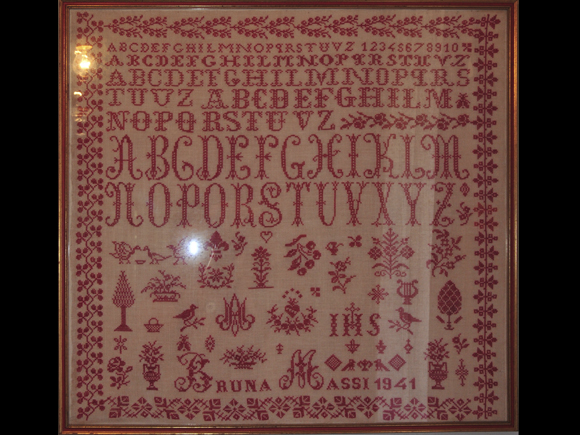 ABCDEFGHILMNOPQRSTUVZ 12345678910
ABCDEFGHILMNOPQRSTUVZ
ABCDEFGHILMNOPQRS
TUVZ ABCDEFGHILM
NOPQRSTUVZ
ABCDEFGHIKLM
NOPQRSTUVXYZ
M
IHS
BRUNA MASSI 1941